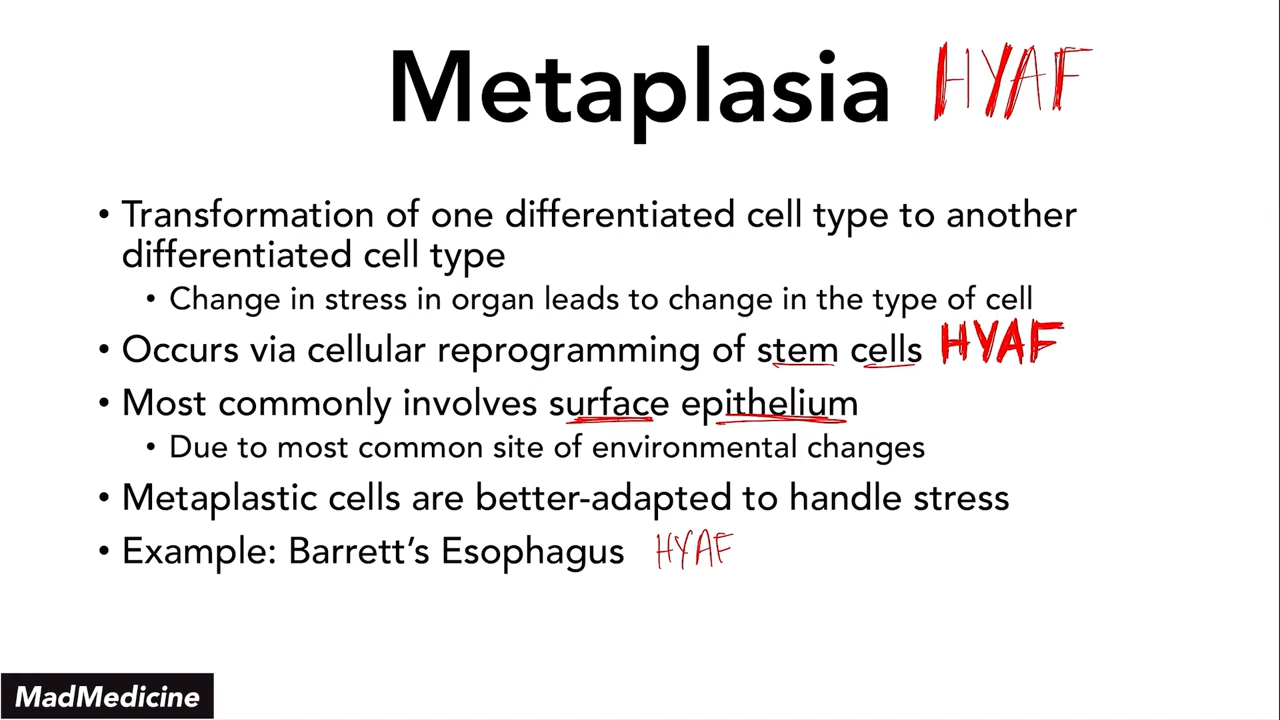 Metaplasia HYAF
• Transformation of one differentiated cell type to another
differentiated cell type
• Change in stress in organ leads to change in the type of cell
• Occurs via cellular reprogramming of stem cells HYAF
• Most commonly involves surface epithelium
• Due to most common site of environmental changes
• Metaplastic cells are better-adapted to handle stress
• Example: Barrett’s Esophagus HYAF
MadMedicine